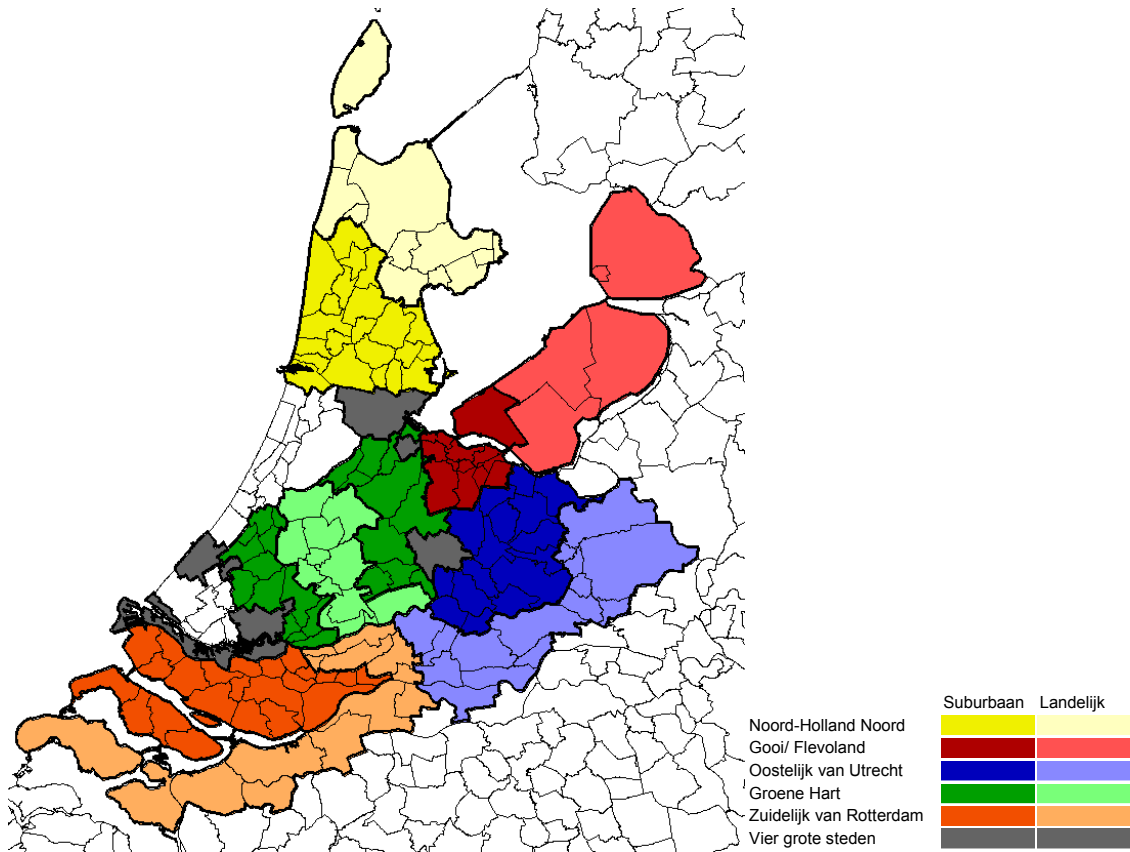 Suburbaan Landelijk
Noord-Holland Noord
Gooi/ Flevoland
Oostelijk van Utrecht
Groene Hart
Zuidelijk van Rotterdam
Vier grote steden